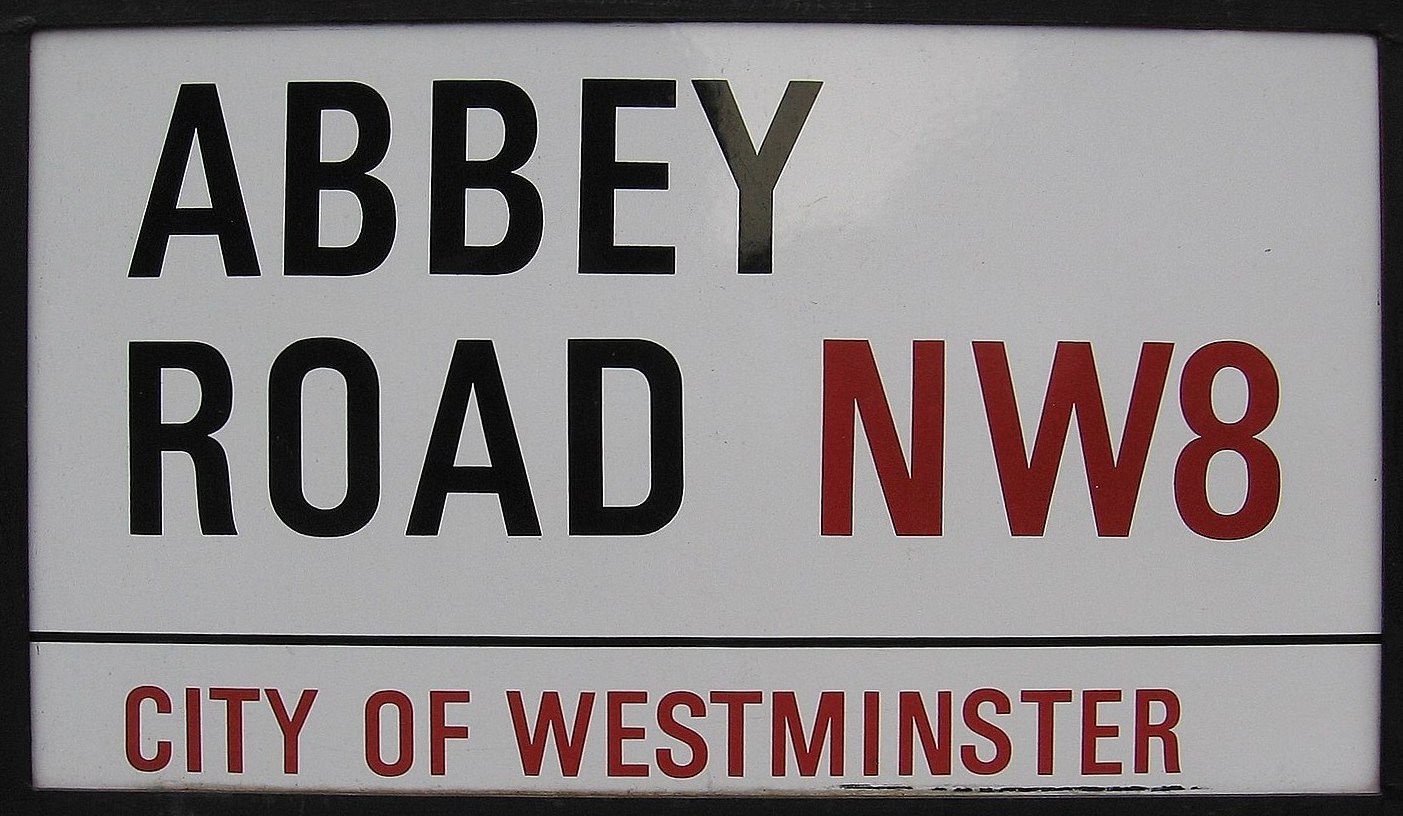 ABBEY
ROAD NW8
CITY OF WESTMINSTER